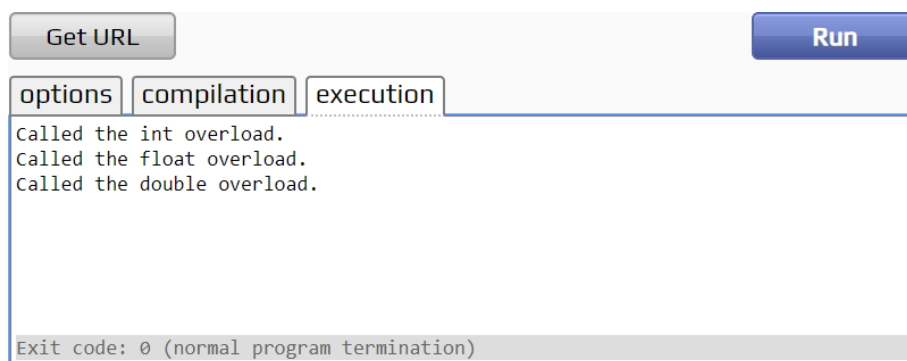 Get URL
Run
options compilation execution
Called the int overload.
Called the float overload.
Called the double overload.
Exit code: 0 (normal program termination)